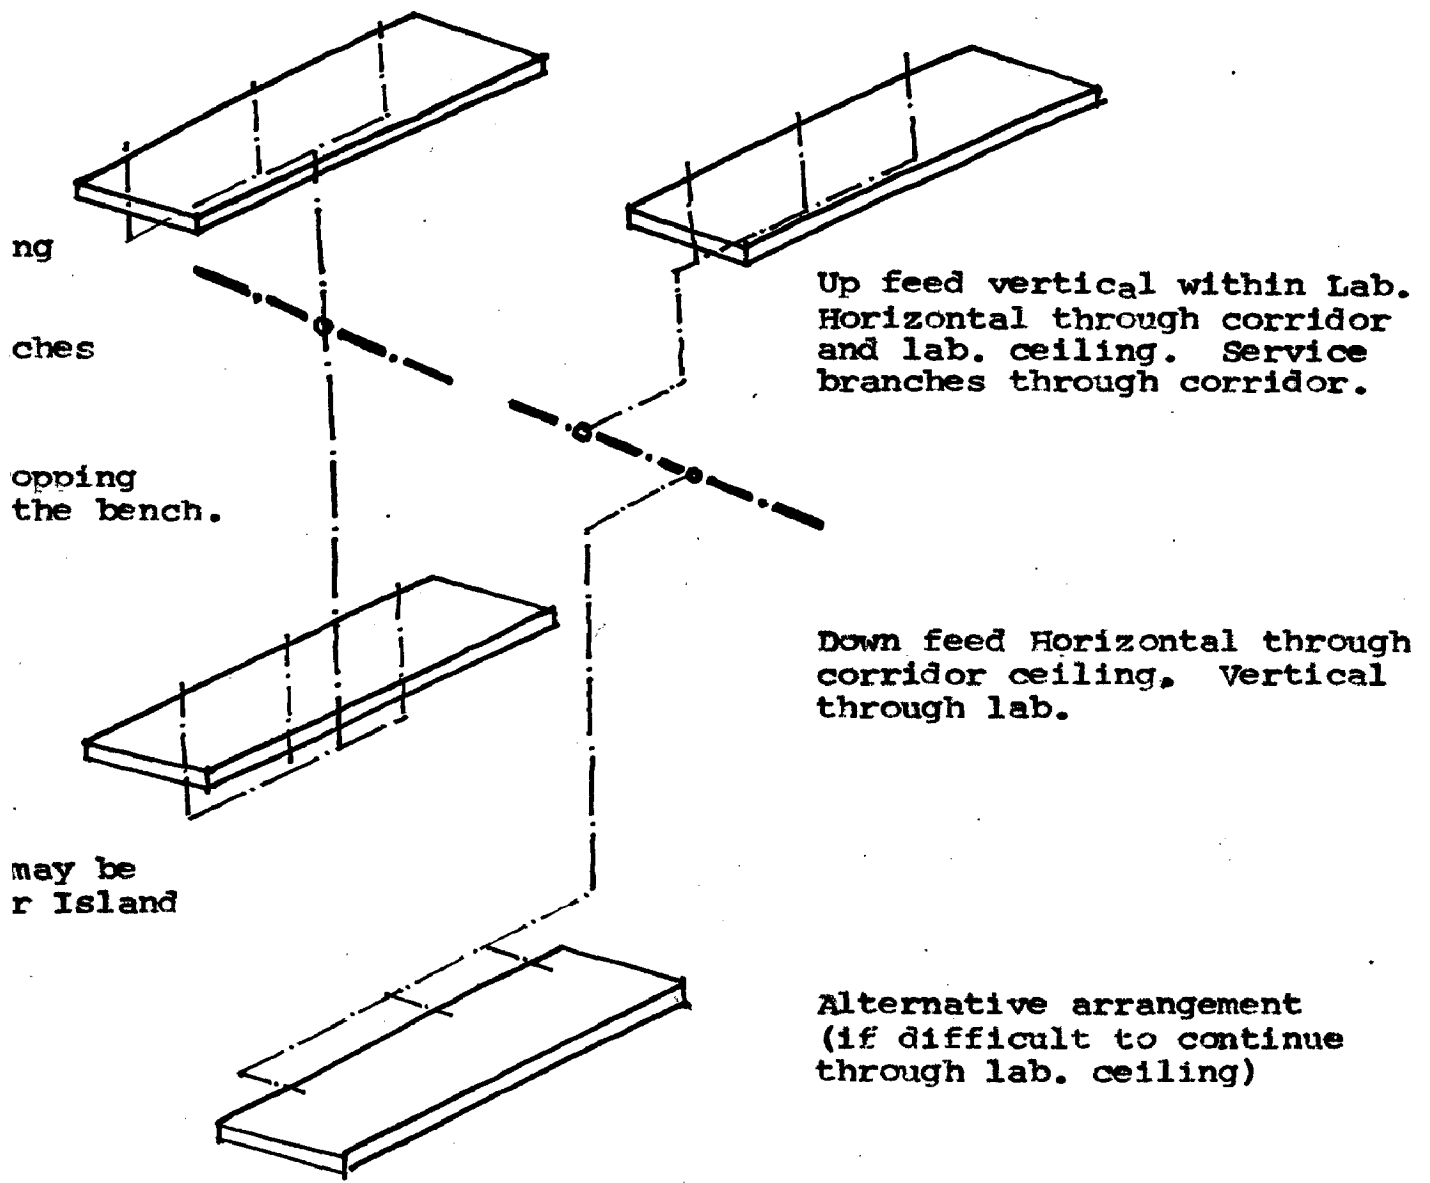 ng
ches
opping
the bench.
may be
r Island
Up feed vertical within Lab.
Horizontal through corridor
and lab. ceiling. Service
branches through corridor.
Down feed Horizontal through
corridor ceiling. Vertical
through lab.
Alternative arrangement
(if difficult to continue
through lab. ceiling)